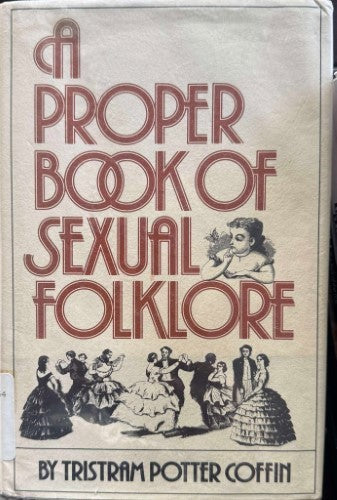 A
PROPER
BOOK OF
SEXUAL
FOLKLORE
BY TRISTRAM POTTER COFFIN